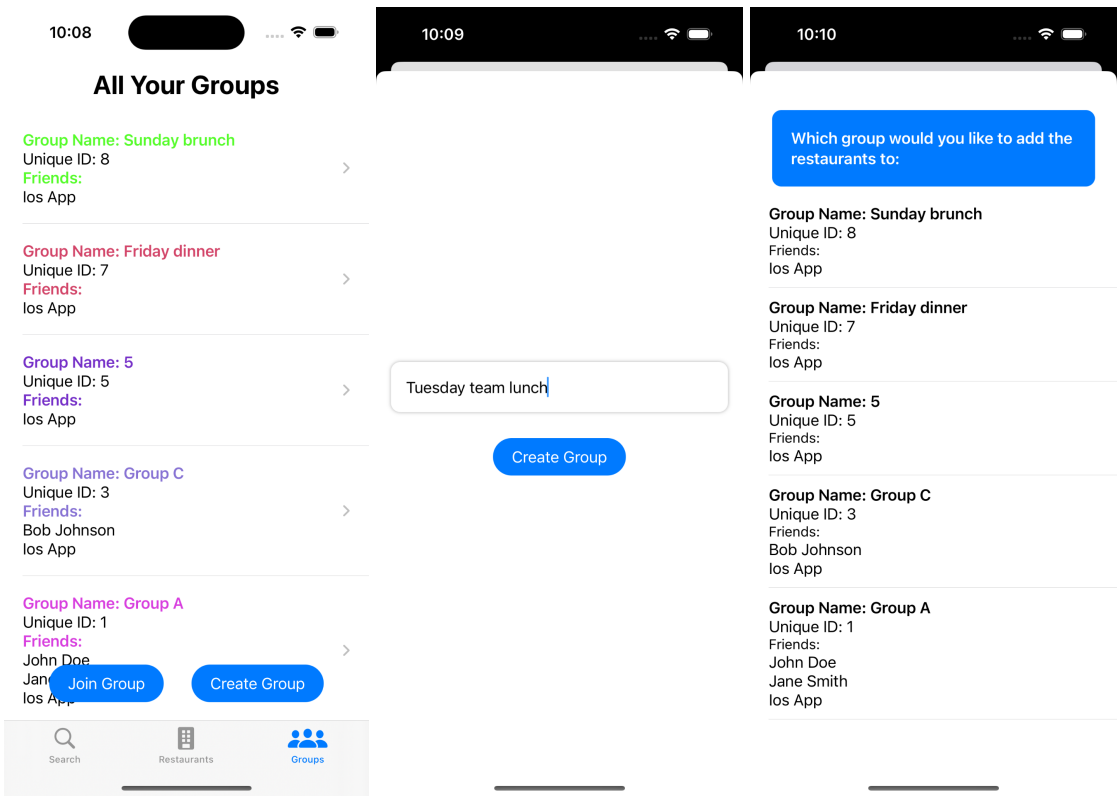 10:08
All Your Groups
Group Name: Sunday brunch
Unique ID: 8
Friends:
Ios App
Group Name: Friday dinner
Unique ID: 7
Friends:
Ios App
Group Name: 5
Unique ID: 5
Friends:
Ios App
Group Name: Group C
Unique ID: 3
Friends:
Bob Johnson
Ios App
Group Name: Group A
Unique ID: 1
Friends:
John Doe
Jan
Ios App
Join Group
Create Group
Search
Restaurants
Groups
10:09
Tuesday team lunch
Create Group
10:10
Which group would you like to add the
restaurants to:
Group Name: Sunday brunch
Unique ID: 8
Friends:
Ios App
Group Name: Friday dinner
Unique ID: 7
Friends:
Ios App
Group Name: 5
Unique ID: 5
Friends:
Ios App
Group Name: Group C
Unique ID: 3
Friends:
Bob Johnson
Ios App
Group Name: Group A
Unique ID: 1
Friends:
John Doe
Jane Smith
Ios App